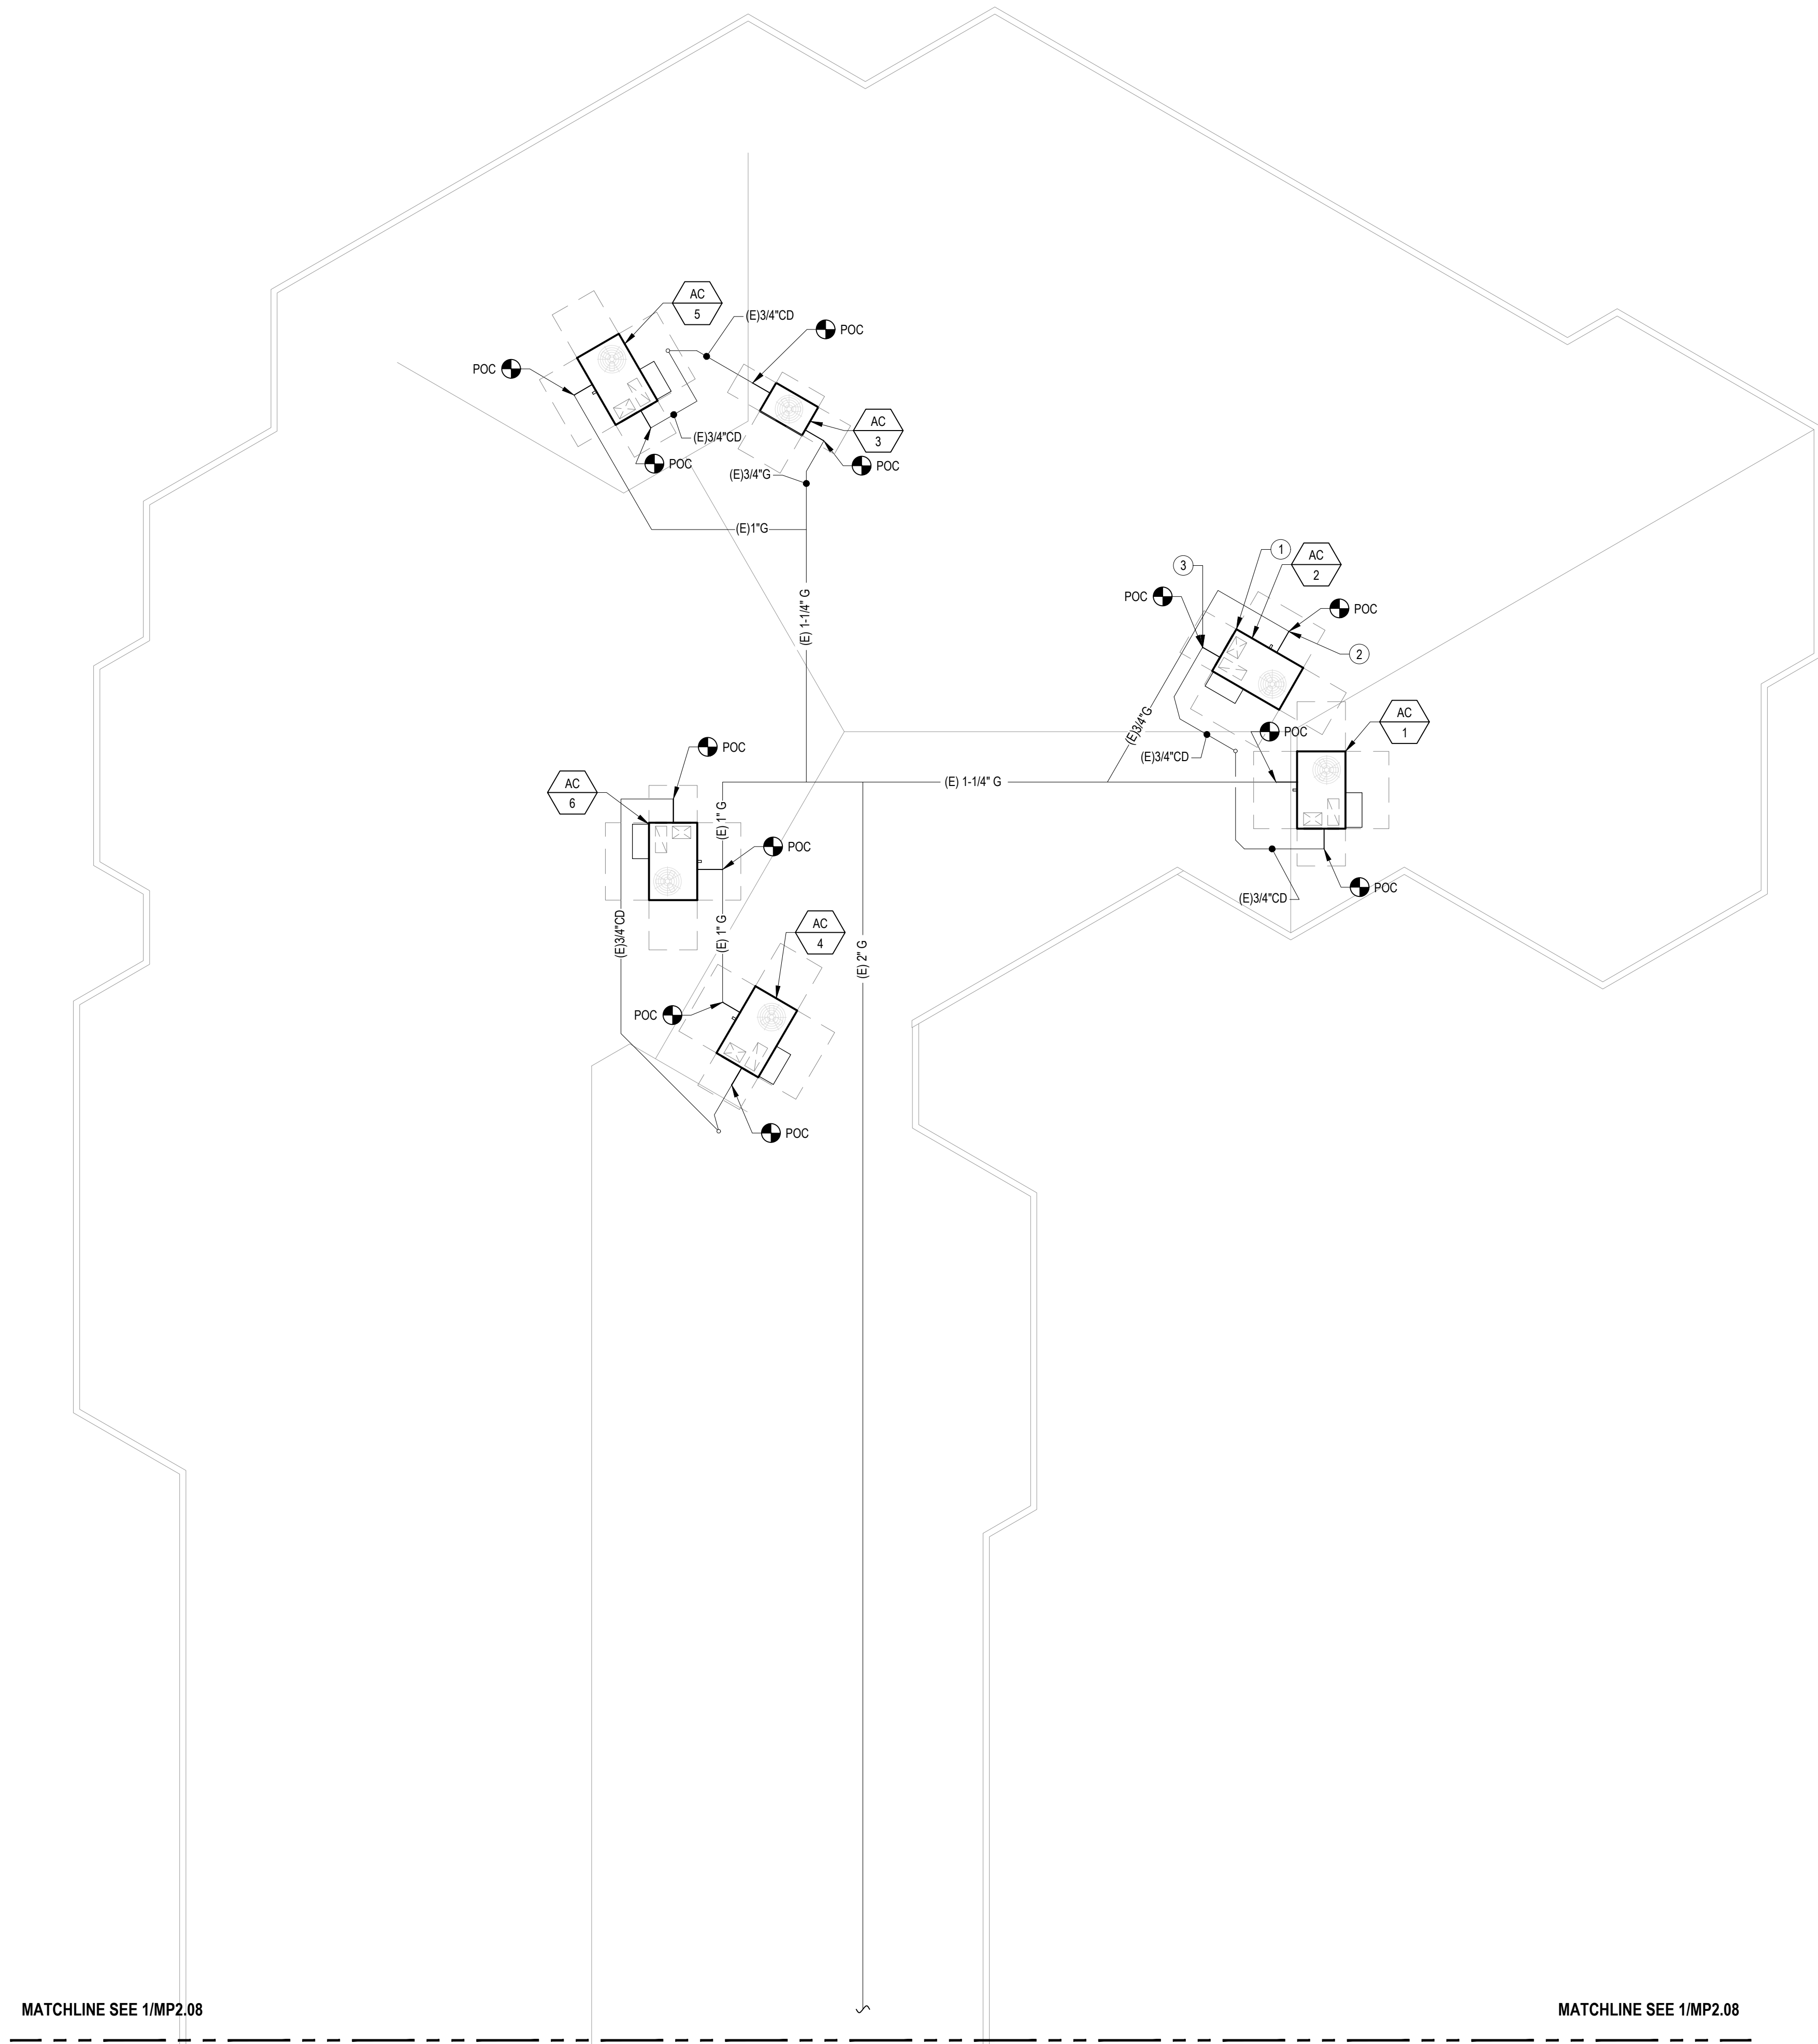 AC
5
(E)3/4"CD
POC
POC
AC
3
(E)3/4"CD
POC
POC
(E)3/4"G
(E)1"G
1
AC
2
3
(E) 1-1/4" G
POC
POC
2
(E)3/4"G
AC
1
POC
POC
(E)3/4"CD
AC
6
(E) 1-1/4" G
(E) 1" G
POC
POC
(E)3/4"CD
(E)3/4"CD
(E) 1" G
AC
4
(E) 2" G
POC
POC
MATCHLINE SEE 1/MP2.08
MATCHLINE SEE 1/MP2.08